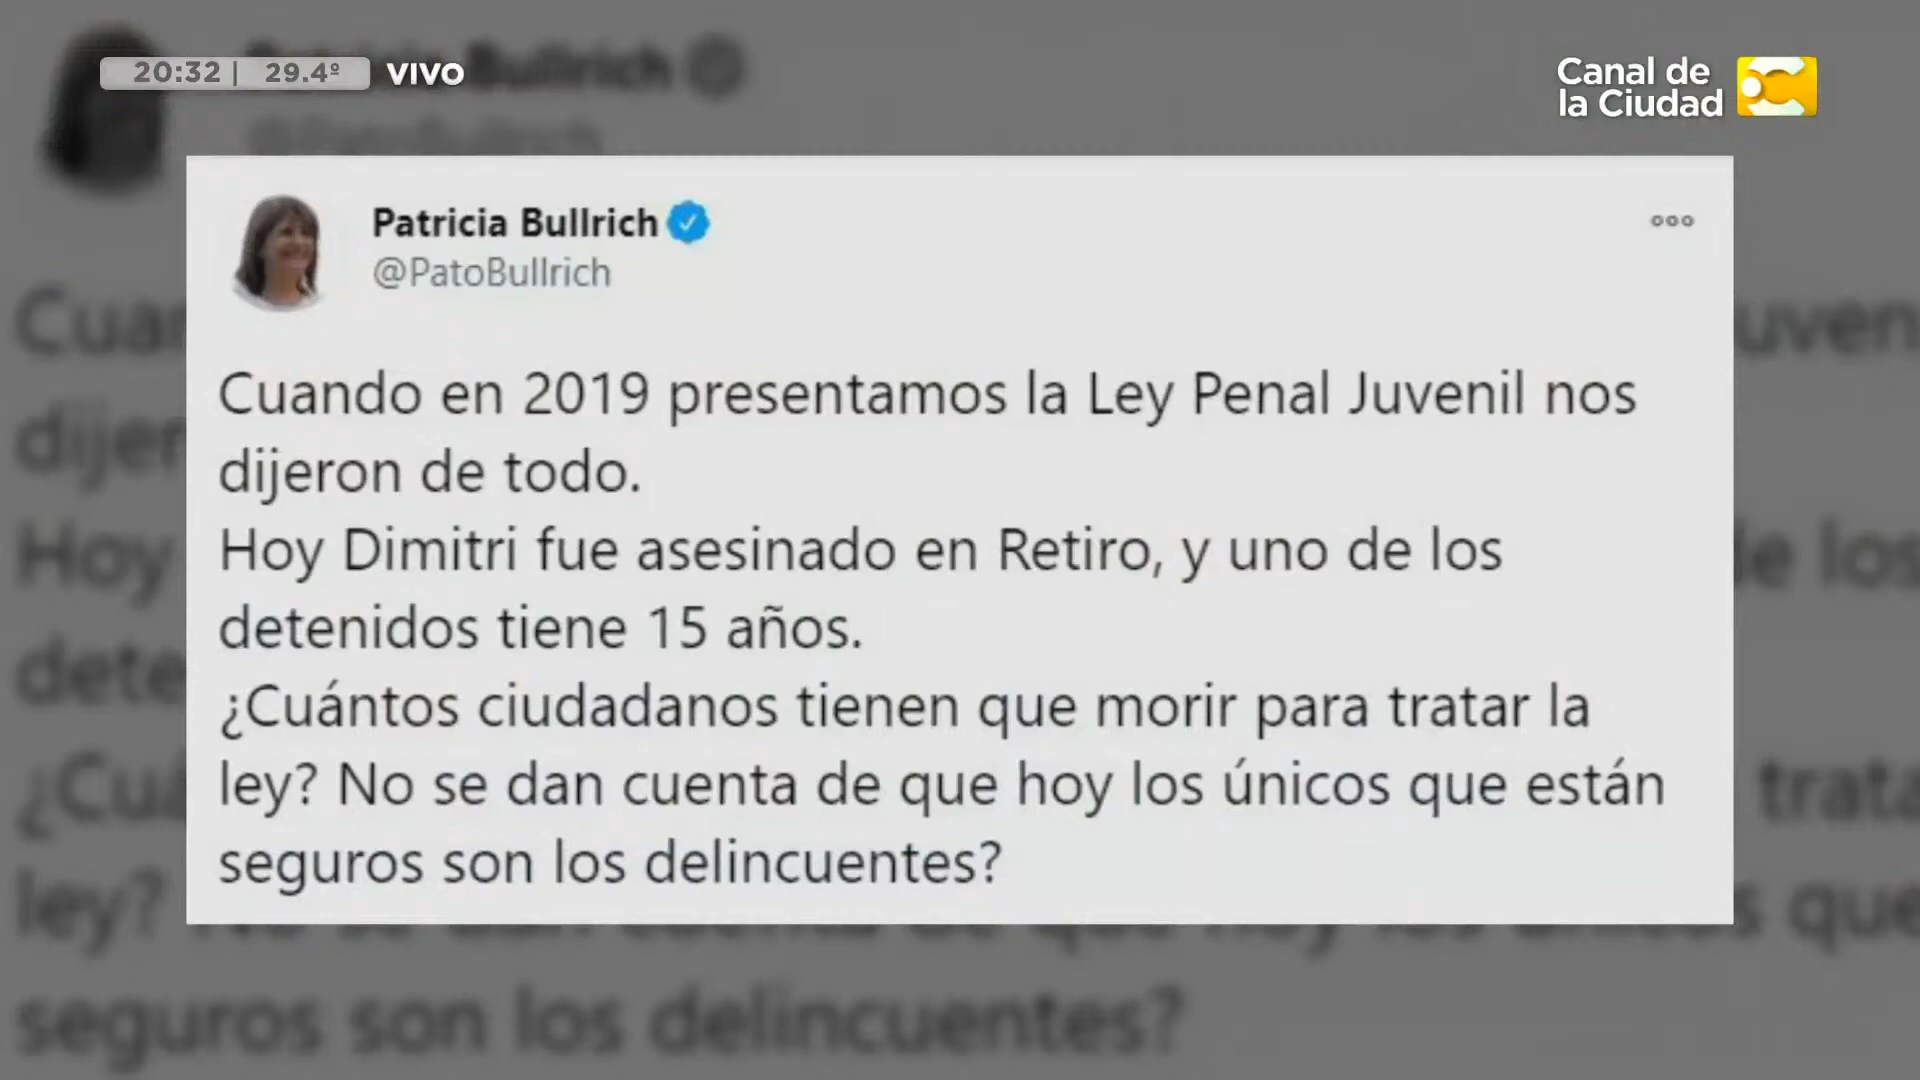 20:32 | 29.4º VIVO
Canal de
la Ciudad
Patricia Bullrich
@PatoBullrich
Cuando en 2019 presentamos la Ley Penal Juvenil nos
dijeron de todo.
Hoy Dimitri fue asesinado en Retiro, y uno de los
detenidos tiene 15 años.
¿Cuántos ciudadanos tienen que morir para tratar la
ley? No se dan cuenta de que hoy los únicos que están
seguros son los delincuentes?